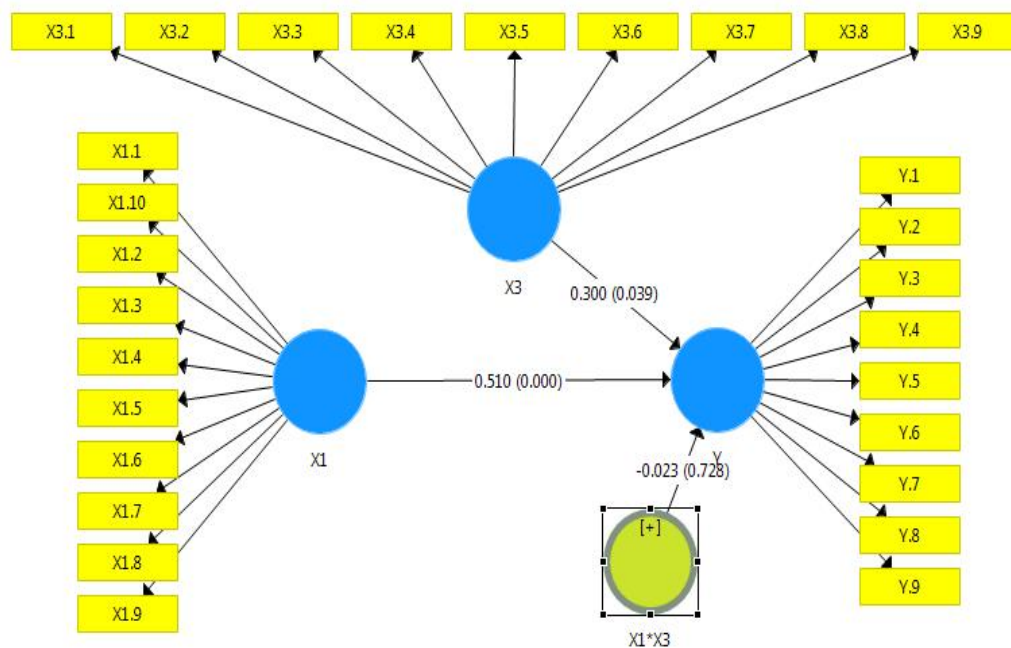 X3.1 X3.2 X3.3 X3.4 X3.5 X3.6 X3.7 X3.8 X3.9
X3
0.300 (0.039)
X1.1
X1.10
X1.2
X1.3
X1.4
X1.5
X1.6
X1.7
X1.8
X1.9
X1
0.510 (0.000)
Y
-0.023 (0.728)
[+]
X1*X3
Y.1
Y.2
Y.3
Y.4
Y.5
Y.6
Y.7
Y.8
Y.9